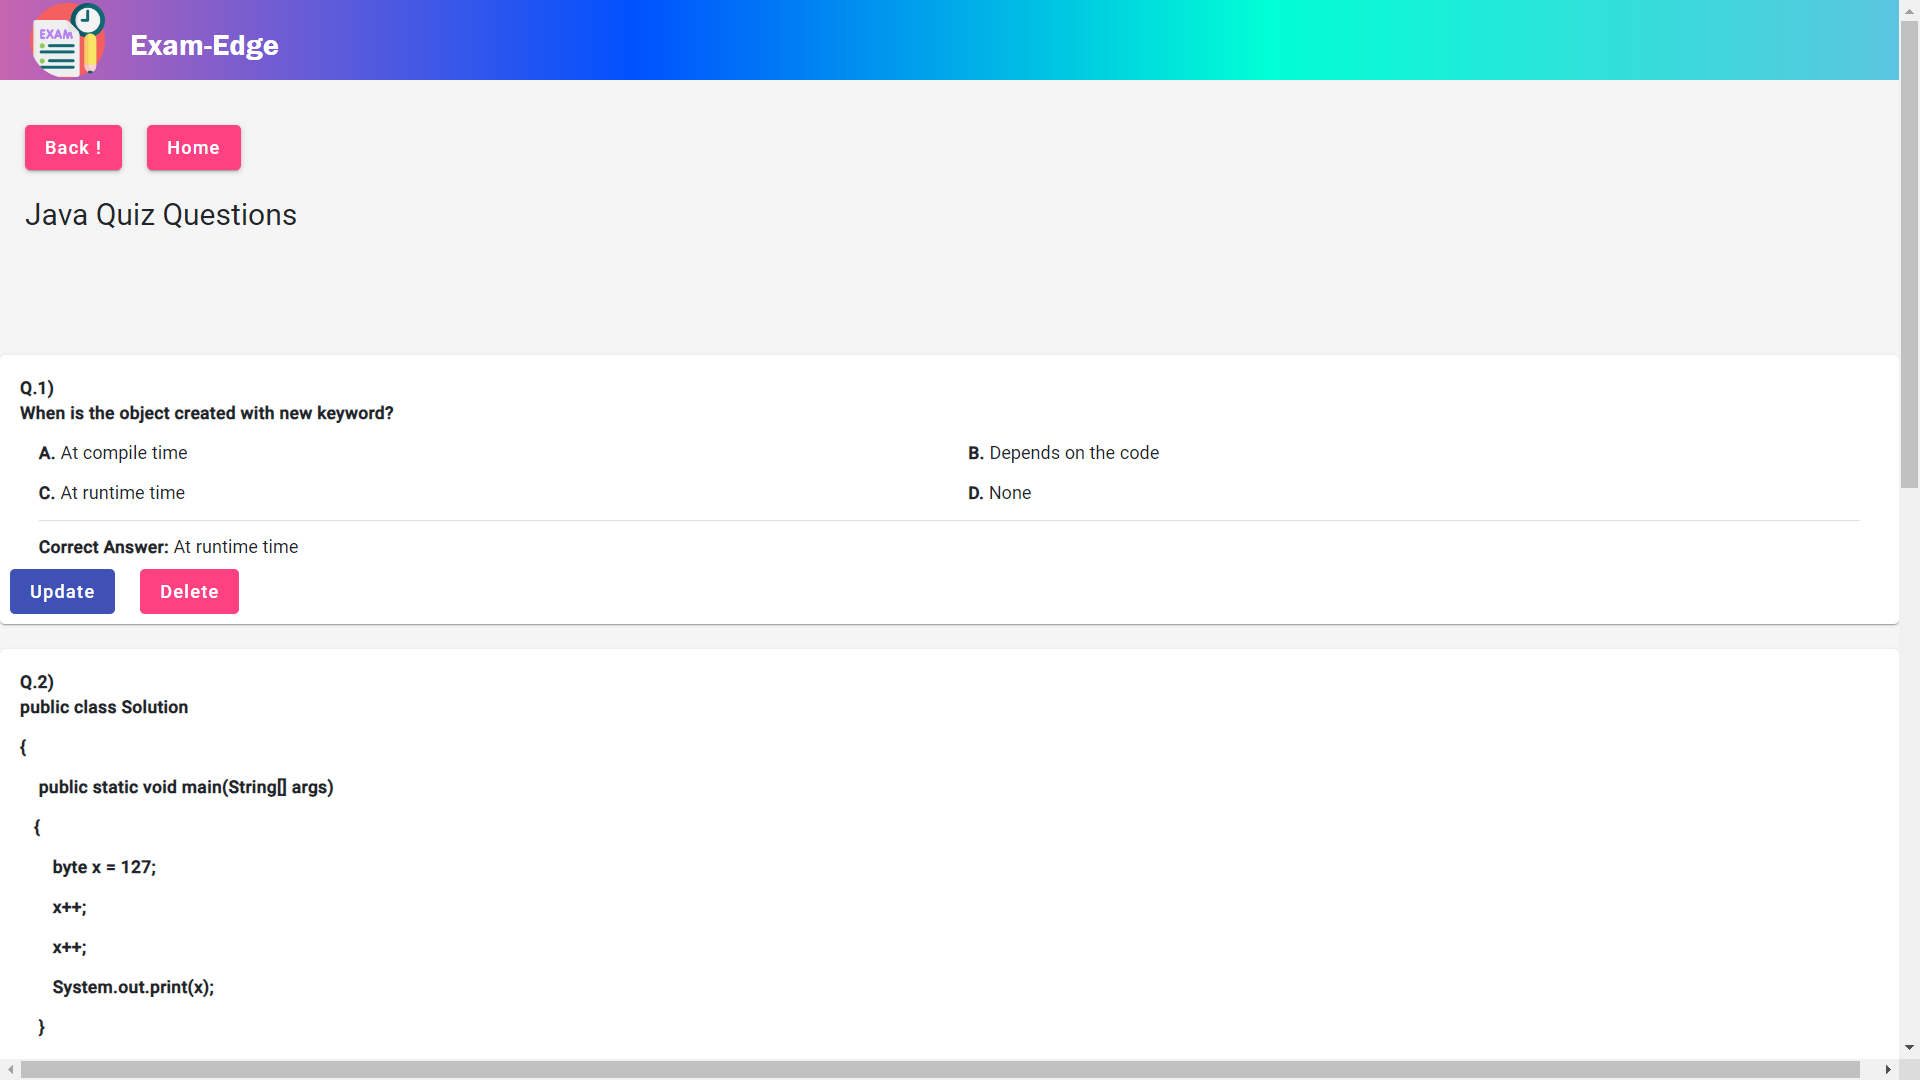 EXAM
Exam-Edge
Back !
Home
Java Quiz Questions
Q.1)
When is the object created with new keyword?
A. At compile time
B. Depends on the code
C. At runtime time
D. None
Correct Answer: At runtime time
Update
Delete
Q.2)
public class Solution
{
public static void main(String[] args)
{
byte x = 127;
x++;
x++;
System.out.print(x);
}